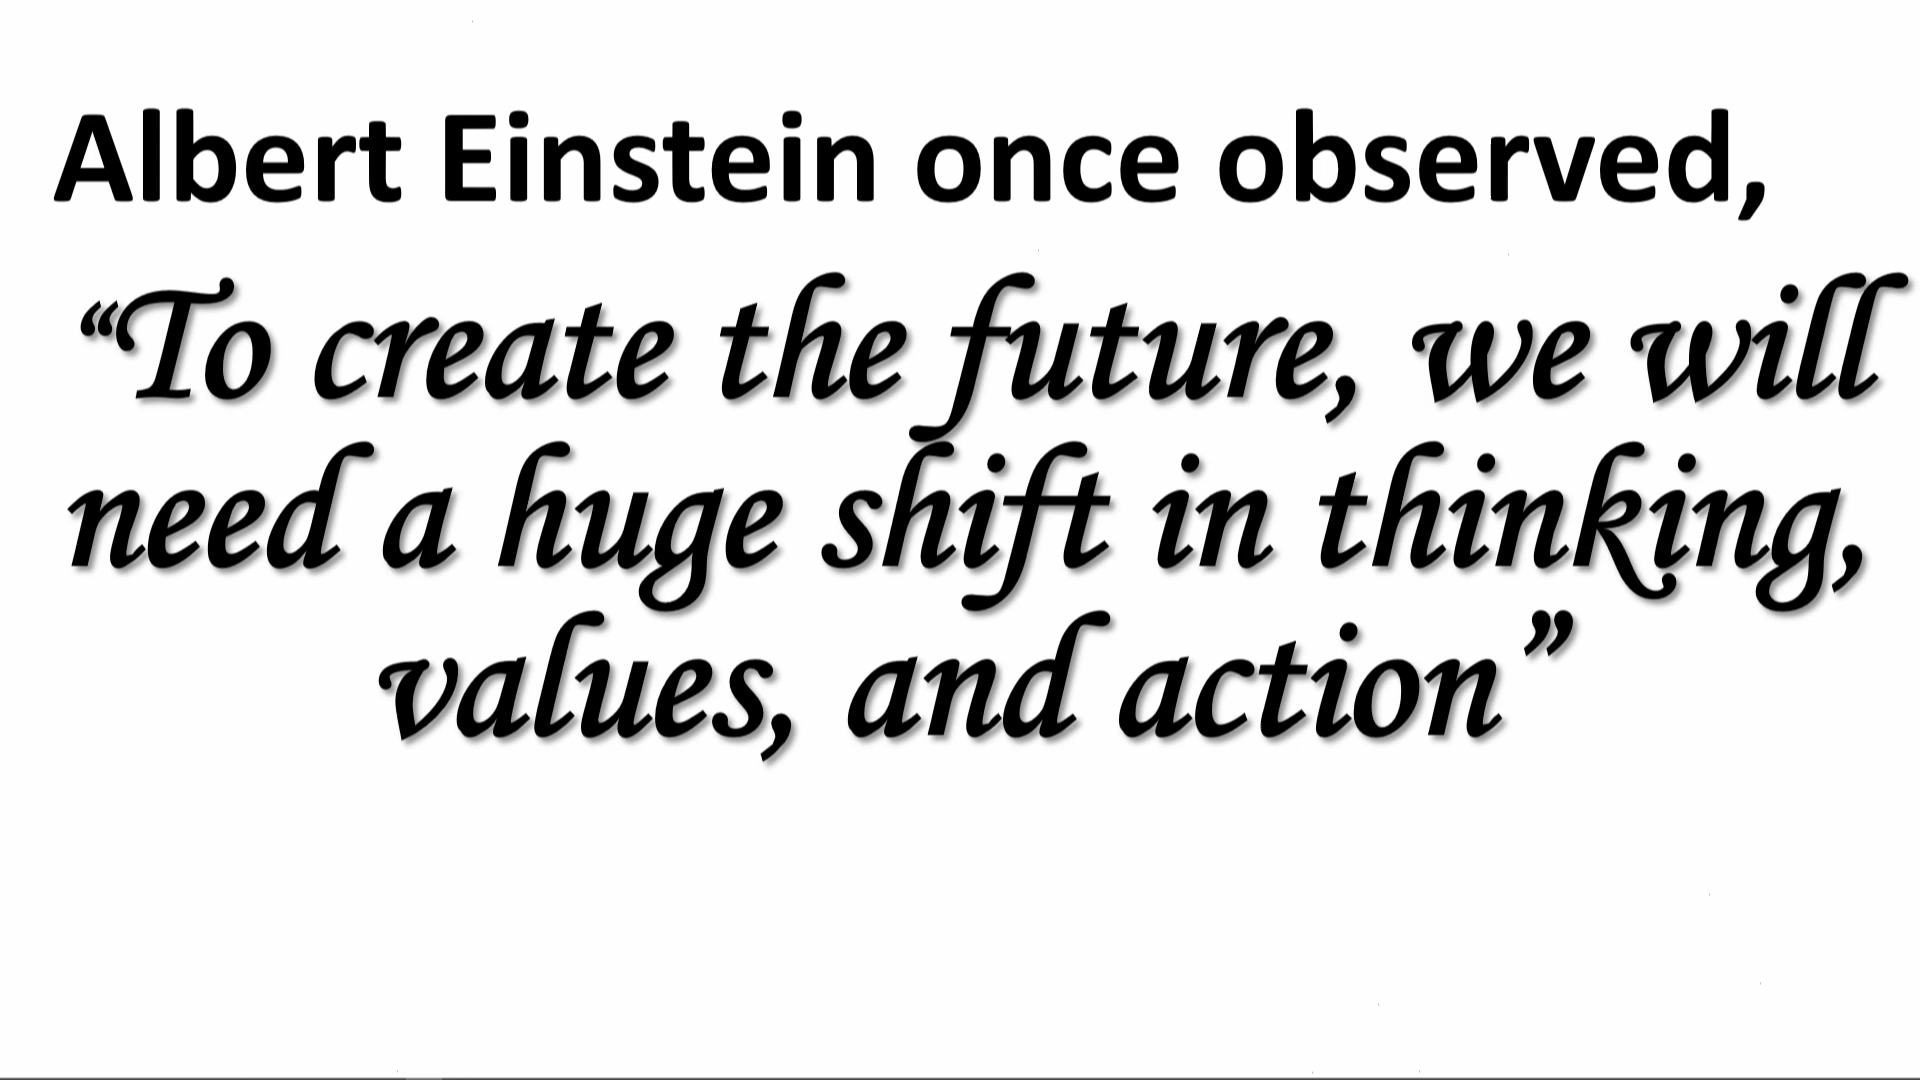 Albert Einstein once observed,
“To create the future, we will
need a huge shift in thinking,
values, and action”